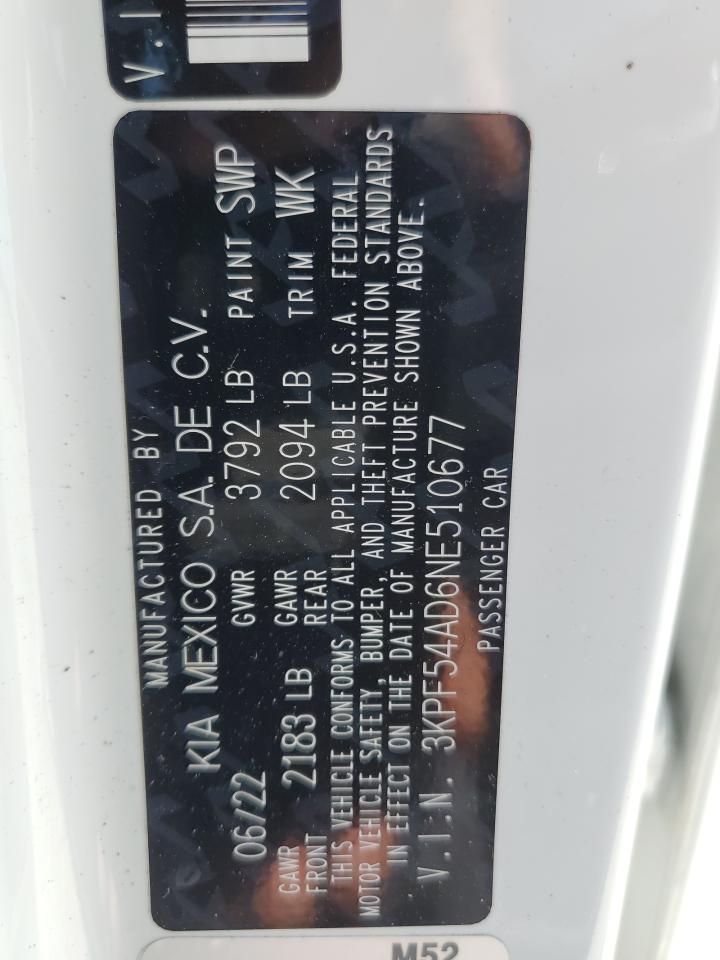 V.I
MANUFACTURED BY
KIA MEXICO S.A. DE C.V.
06/22 GVWR 3792 LB PAINT SWP
GAWR FRONT 2183 LB GAWR REAR 2094 LB TRIM WK
THIS VEHICLE CONFORMS TO ALL APPLICABLE U.S.A. FEDERAL
MOTOR VEHICLE SAFETY, BUMPER, AND THEFT PREVENTION STANDARDS
IN EFFECT ON THE DATE OF MANUFACTURE SHOWN ABOVE.
V.I.N. 3KPF54AD6NE510677
PASSENGER CAR
M52